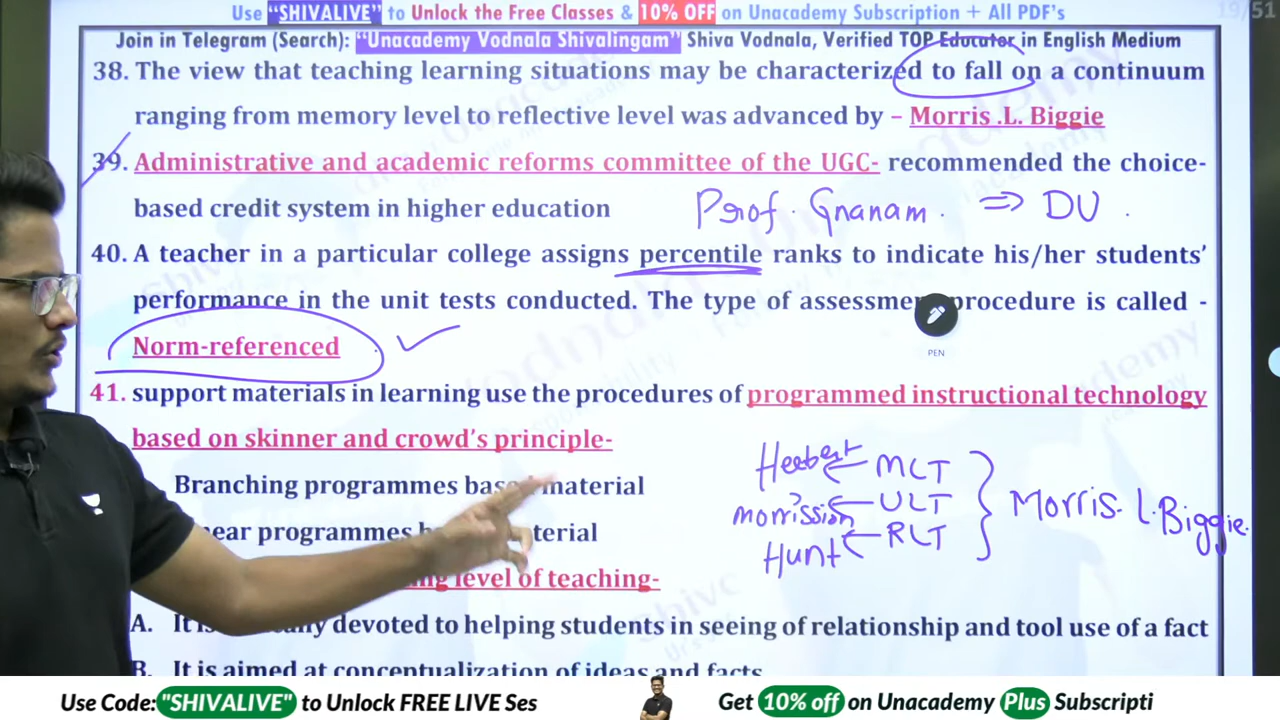 Use "SHIVALIVE" to Unlock the Free Classes & 10% OFF on Unacademy Subscription + All PDF's
19/51
Join in Telegram (Search): "Unacademy Vodnala Shivalingam" Shiva Vodnala, Verified TOP Educator in English Medium
38. The view that teaching learning situations may be characterized to fall on a continuum
ranging from memory level to reflective level was advanced by – Morris .L. Biggie
39. Administrative and academic reforms committee of the UGC- recommended the choice-
based credit system in higher education
Prof. Gnanam. ⇒ DU.
40. A teacher in a particular college assigns percentile ranks to indicate his/her students'
performance in the unit tests conducted. The type of procedure is called -
PEN
Norm-referenced
41. support materials in learning use the procedures of programmed instructional technology
based on skinner and crowd's principle-
Herbert ← MCT
Branching programmes material
morrission ← ULT
Morris. L. Biggie.
programmes
Hunt ← RLT
level of teaching-
A. devoted to helping students in seeing of relationship and tool use of a fact
B. It is aimed at conceptualization of ideas and facts
Use Code: "SHIVALIVE" to Unlock FREE LIVE Ses
Get 10% off on Unacademy Plus Subscripti